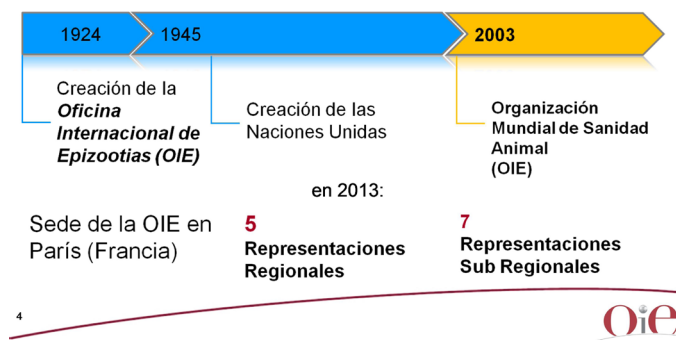 1924
1945
2003
Creación de la
Oficina
Internacional de
Epizootias (OIE)
Creación de las
Naciones Unidas
Organización
Mundial de Sanidad
Animal
(OIE)
en 2013:
Sede de la OIE en
París (Francia)
5
Representaciones
Regionales
7
Representaciones
Sub Regionales
4
Oie